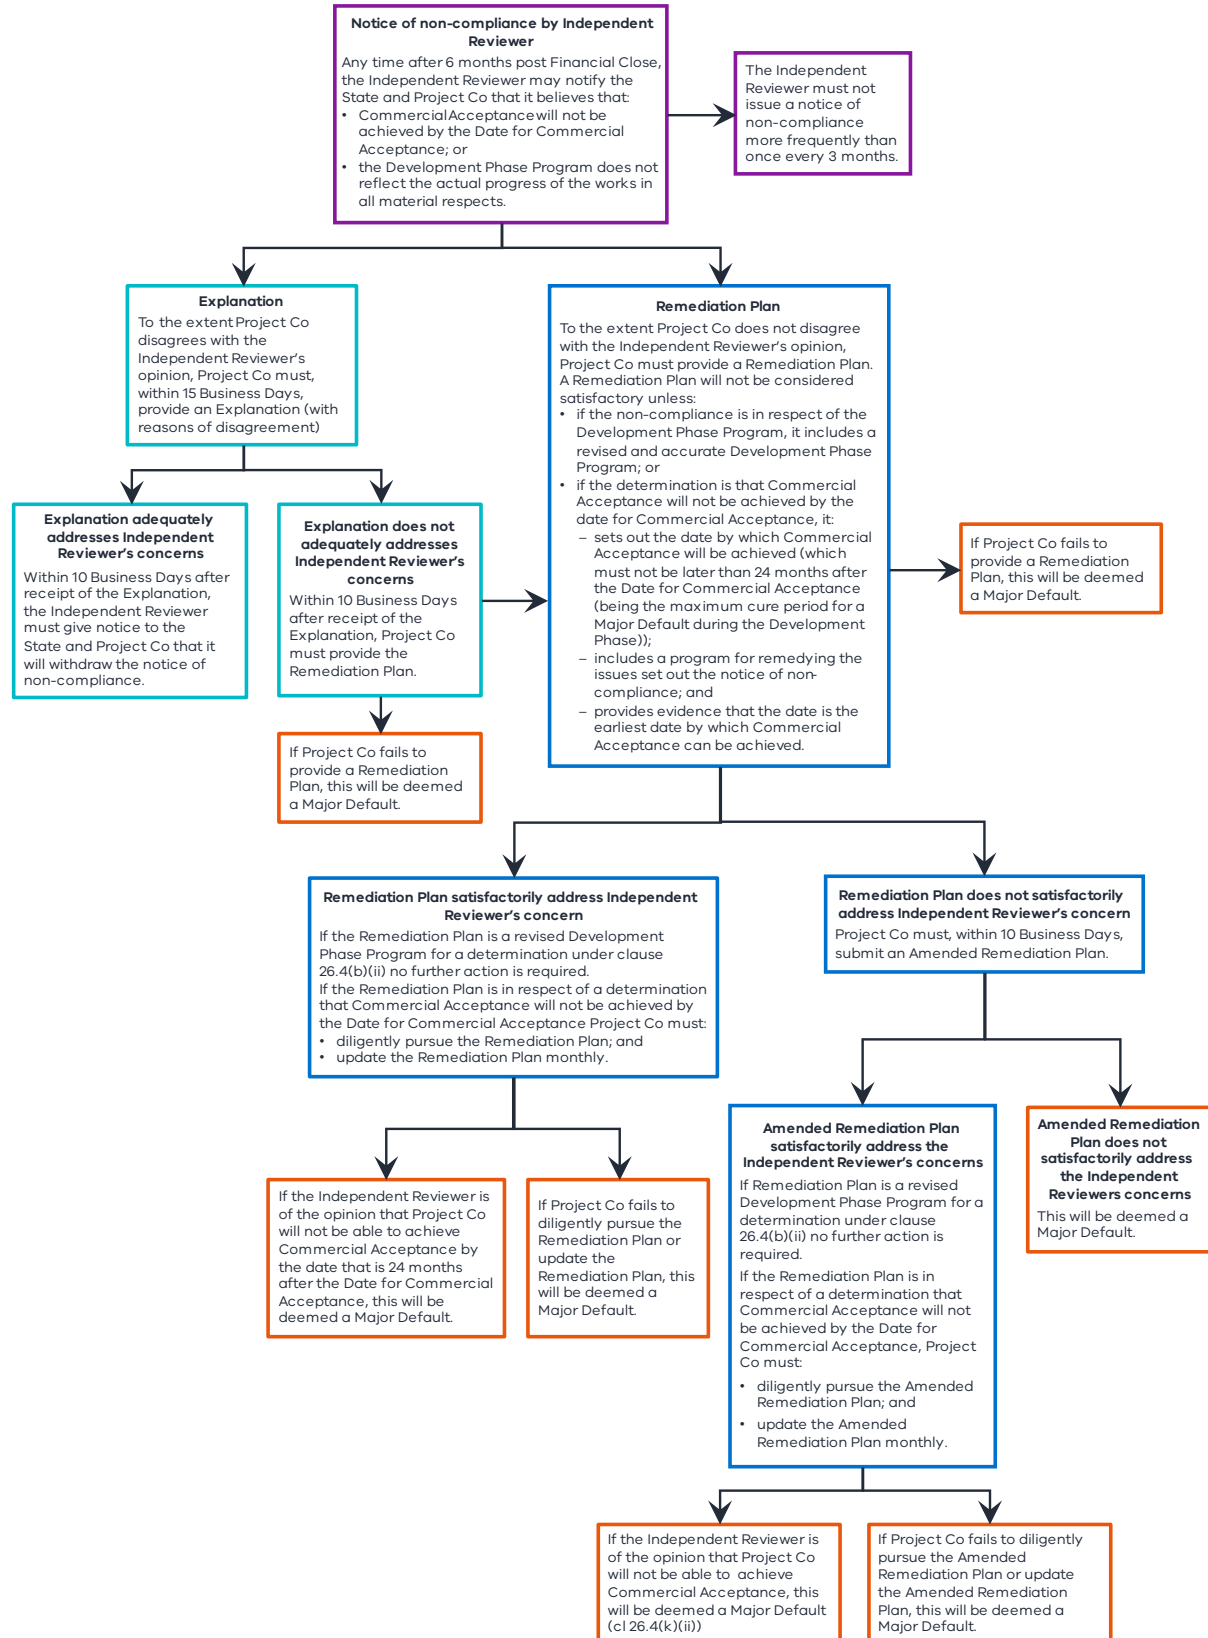 Notice of non-compliance by Independent
Reviewer
Any time after 6 months post Financial Close,
the Independent Reviewer may notify the
State and Project Co that it believes that:
• Commercial Acceptance will not be
achieved by the Date for Commercial
Acceptance; or
• the Development Phase Program does not
reflect the actual progress of the works in
all material respects.
The Independent
Reviewer must not
issue a notice of
non-compliance
more frequently than
once every 3 months.
Explanation
To the extent Project Co
disagrees with the
Independent Reviewer's
opinion, Project Co must,
within 15 Business Days,
provide an Explanation (with
reasons of disagreement)
Remediation Plan
To the extent Project Co does not disagree
with the Independent Reviewer's opinion,
Project Co must provide a Remediation Plan.
A Remediation Plan will not be considered
satisfactory unless:
• if the non-compliance is in respect of the
Development Phase Program, it includes a
revised and accurate Development Phase
Program; or
• if the determination is that Commercial
Acceptance will not be achieved by the
date for Commercial Acceptance, it:
– sets out the date by which Commercial
Acceptance will be achieved (which
must not be later than 24 months after
the Date for Commercial Acceptance
(being the maximum cure period for a
Major Default during the Development
Phase));
– includes a program for remedying the
issues set out the notice of non-
compliance; and
– provides evidence that the date is the
earliest date by which Commercial
Acceptance can be achieved.
Explanation adequately
addresses Independent
Reviewer's concerns
Within 10 Business Days after
receipt of the Explanation,
the Independent Reviewer
must give notice to the
State and Project Co that it
will withdraw the notice of
non-compliance.
Explanation does not
adequately addresses
Independent Reviewer's
concerns
Within 10 Business Days
after receipt of the
Explanation, Project Co
must provide the
Remediation Plan.
If Project Co fails to
provide a Remediation
Plan, this will be deemed
a Major Default.
If Project Co fails to
provide a Remediation
Plan, this will be deemed
a Major Default.
Remediation Plan satisfactorily address Independent
Reviewer's concern
If the Remediation Plan is a revised Development
Phase Program for a determination under clause
26.4(b)(ii) no further action is required.
If the Remediation Plan is in respect of a determination
that Commercial Acceptance will not be achieved by
the Date for Commercial Acceptance Project Co must:
• diligently pursue the Remediation Plan; and
• update the Remediation Plan monthly.
Remediation Plan does not satisfactorily
address Independent Reviewer's concern
Project Co must, within 10 Business Days,
submit an Amended Remediation Plan.
If the Independent Reviewer is
of the opinion that Project Co
will not be able to achieve
Commercial Acceptance by
the date that is 24 months
after the Date for Commercial
Acceptance, this will be
deemed a Major Default.
If Project Co fails to
diligently pursue the
Remediation Plan or
update the
Remediation Plan, this
will be deemed a
Major Default.
Amended Remediation Plan
satisfactorily address the
Independent Reviewer's concerns
If Remediation Plan is a revised
Development Phase Program for a
determination under clause
26.4(b)(ii) no further action is
required.
If the Remediation Plan is in
respect of a determination that
Commercial Acceptance will not
be achieved by the Date for
Commercial Acceptance, Project
Co must:
• diligently pursue the Amended
Remediation Plan; and
• update the Amended
Remediation Plan monthly.
Amended Remediation
Plan does not
satisfactorily address
the Independent
Reviewers concerns
This will be deemed a
Major Default.
If the Independent Reviewer is
of the opinion that Project Co
will not be able to achieve
Commercial Acceptance, this
will be deemed a Major Default
(cl 26.4(k)(ii))
If Project Co fails to diligently
pursue the Amended
Remediation Plan or update
the Amended Remediation
Plan, this will be deemed a
Major Default.